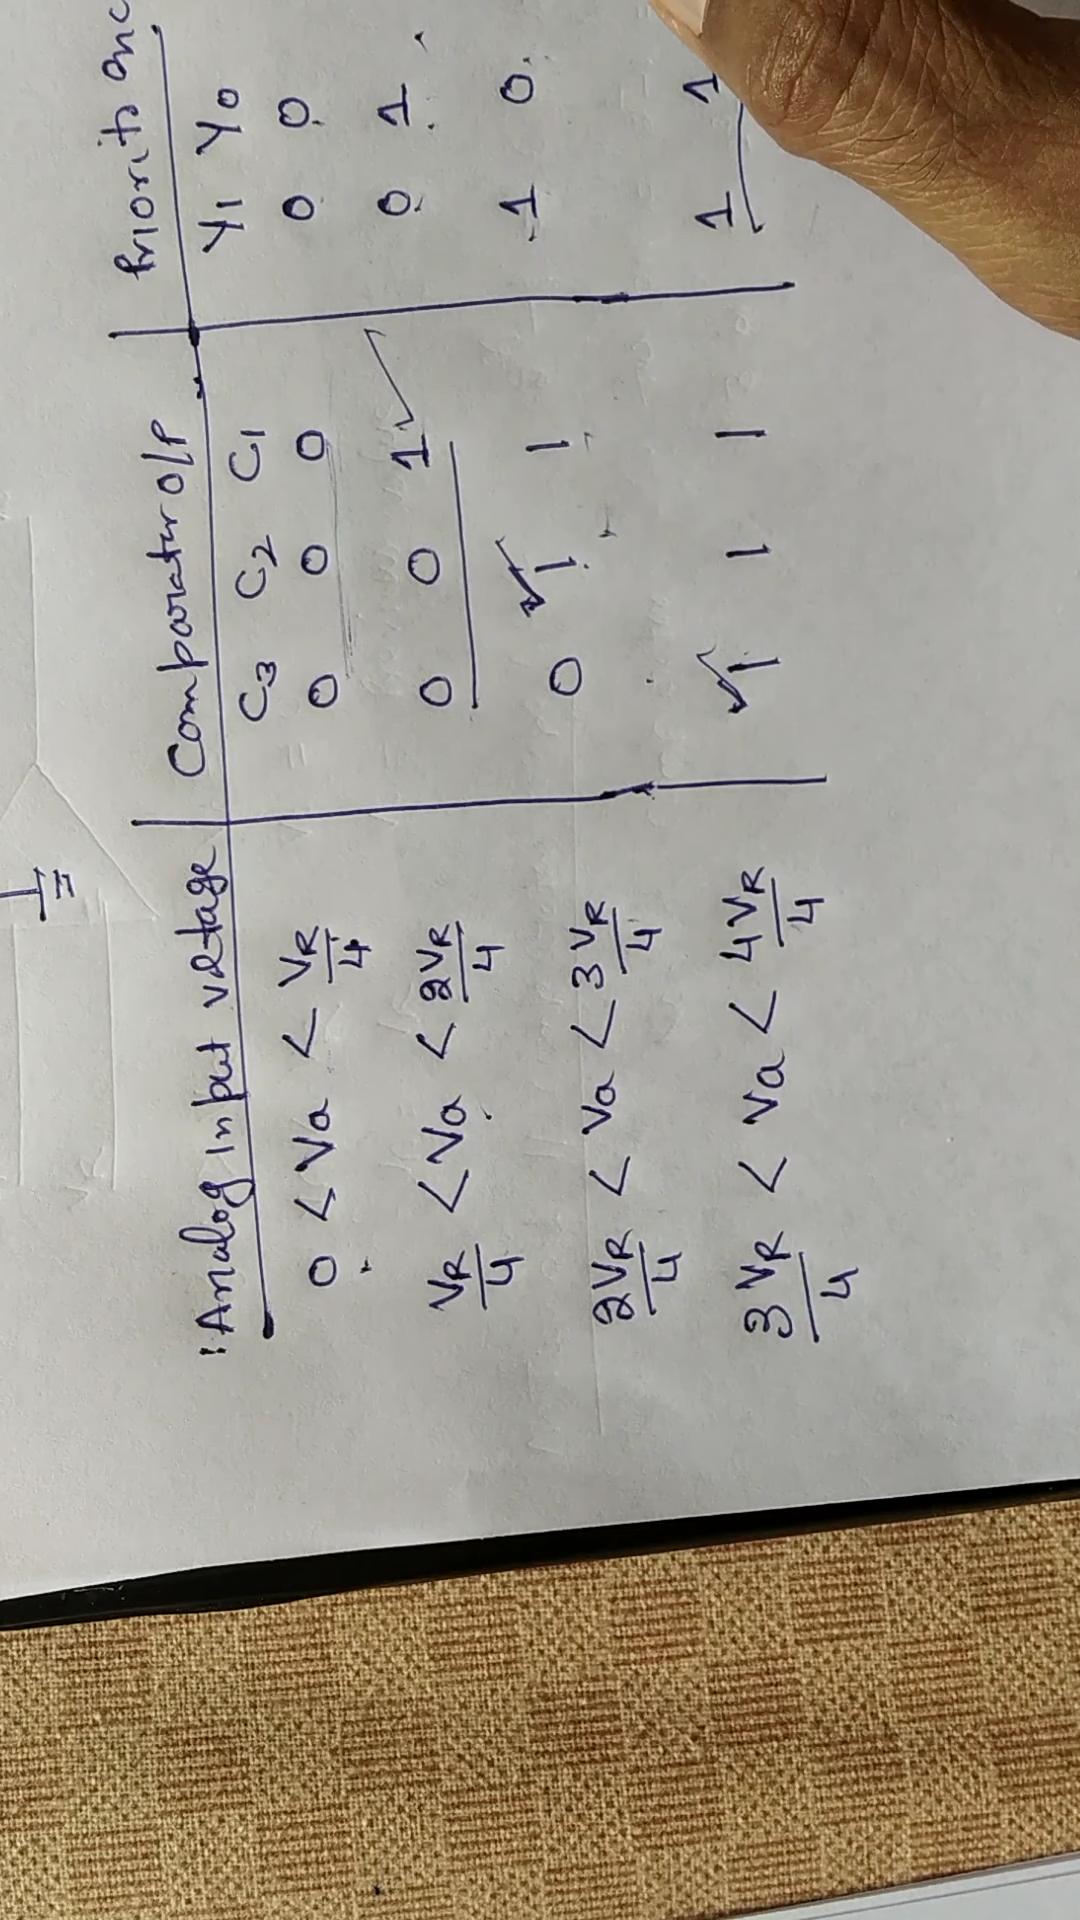 Analog Input voltage Comparator O/P Priority Enc
C3 C2 C1 Y1 Y0
0 < Va < VR/4 0 0 0 0 0
VR/4 < Va < 2VR/4 0 0 1 0 1
2VR/4 < Va < 3VR/4 0 1 1 1 0
3VR/4 < Va < 4VR/4 1 1 1 1 1